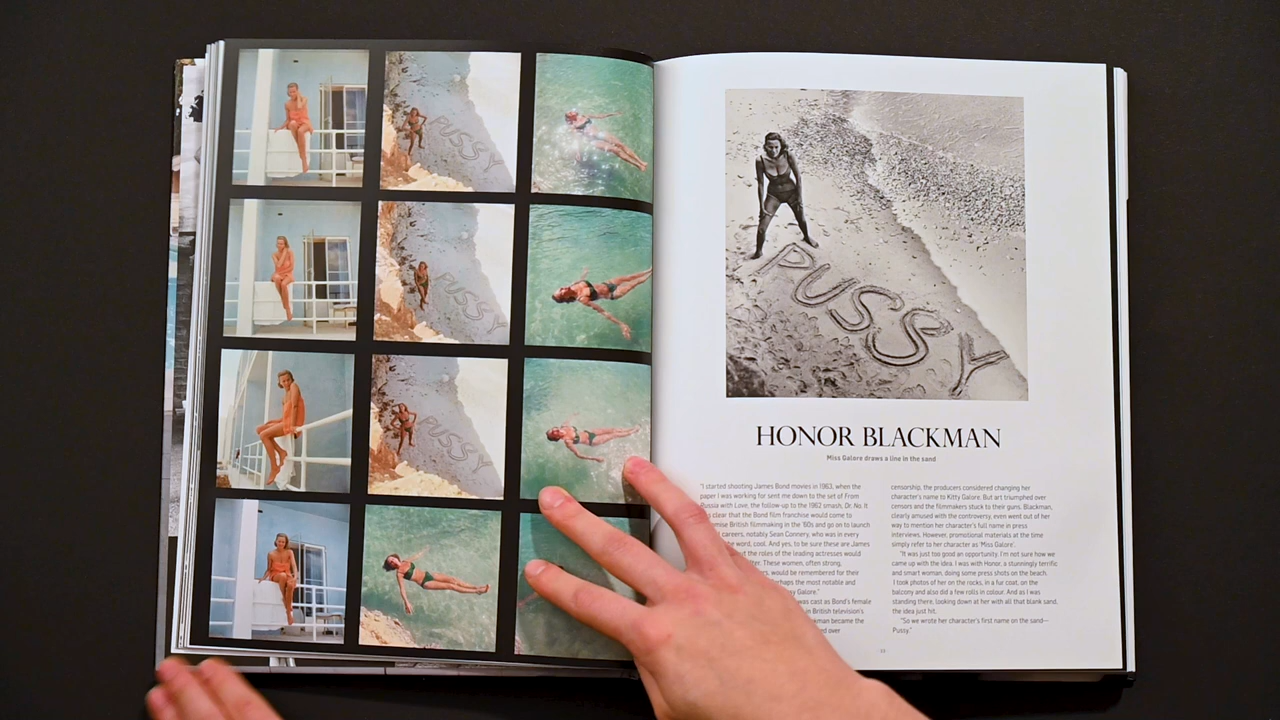 PUSSY
PUSSY
PUSSY
PUSSY
HONOR BLACKMAN
Miss Galore draws a line in the sand
"I started shooting James Bond movies in 1963, when the
paper I was working for sent me down to the set of From
Russia with Love, the follow-up to the 1962 smash, Dr. No. It
clear that the Bond film franchise would come to
omise British filmmaking in the '60s and go on to launch
careers, notably Sean Connery, who was as
the word, cool. And yes, to be sure these are James
ut the roles of the leading actresses would
tter. These women, often strong,
ers, would be remembered for their
erhaps the most notable and
sy Galore."
was cast as Bond's female
in British television's
kman became the
ed over
censorship, the producers considered changing her
character's name to Kitty Galore. But art triumphed over
censors and the filmmakers stuck to their guns. Blackman,
clearly amused with the controversy, even went out of her
way to mention her character's full name in press
interviews. However, promotional materials at the time
simply refer to her character as 'Miss Galore'.
"It was just too good an opportunity. I'm not sure how we
came up with the idea. I was with Honor, a stunningly terrific
and smart woman, doing some press shots on the beach.
I took photos of her on the rocks, in a fur coat, on the
balcony and also did a few rolls in colour. And as I was
standing there, looking down at her with all that blank sand,
the idea just hit.
"So we wrote her character's first name on the sand—
Pussy."